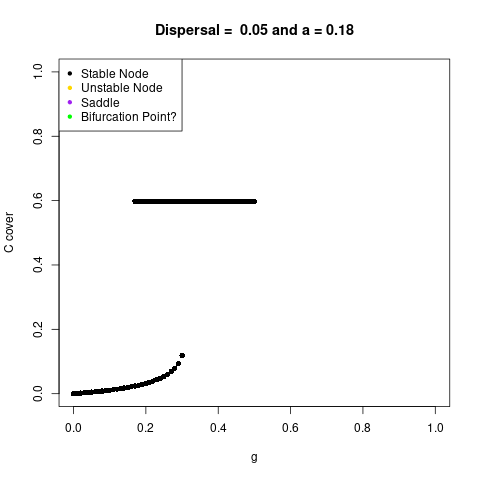 Dispersal =  0.05 and a = 0.18
Stable Node
Unstable Node
Saddle
Bifurcation Point?
C cover
1.0
0.8
0.6
0.4
0.2
0.0
0.0 0.2 0.4 0.6 0.8 1.0
g